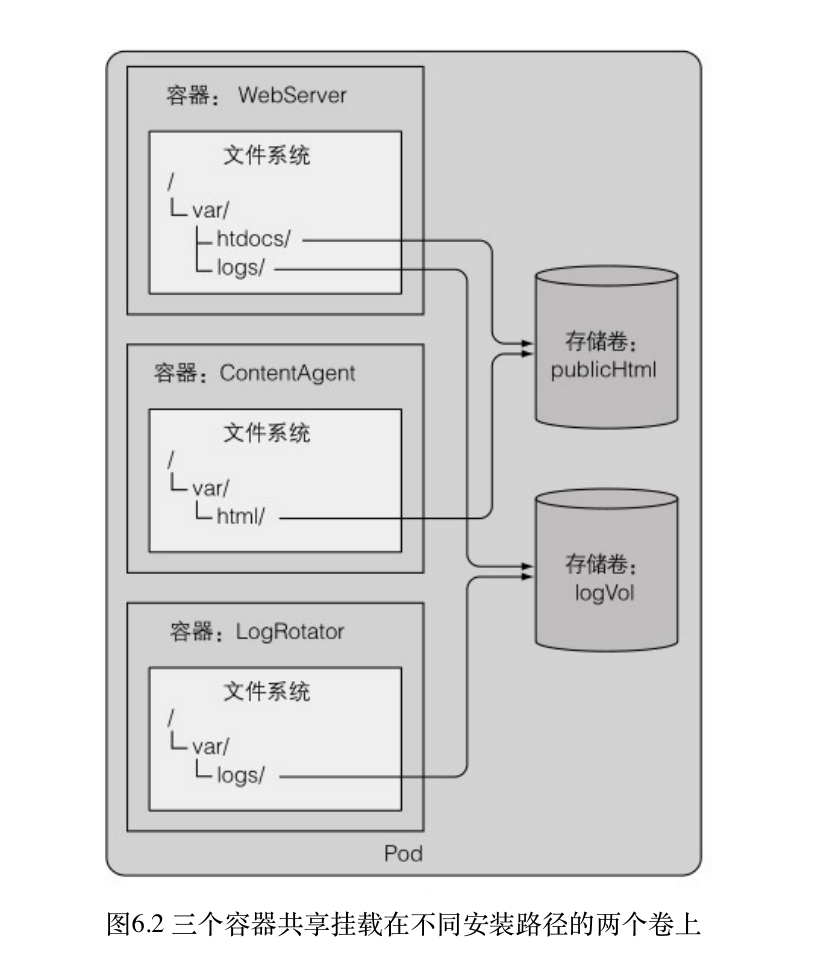 容器： WebServer
文件系统
/
var/
htdocs/
logs/
存储卷：
publicHtml
容器：ContentAgent
文件系统
/
var/
html/
存储卷：
logVol
容器：LogRotator
文件系统
/
var/
logs/
Pod
图6.2 三个容器共享挂载在不同安装路径的两个卷上